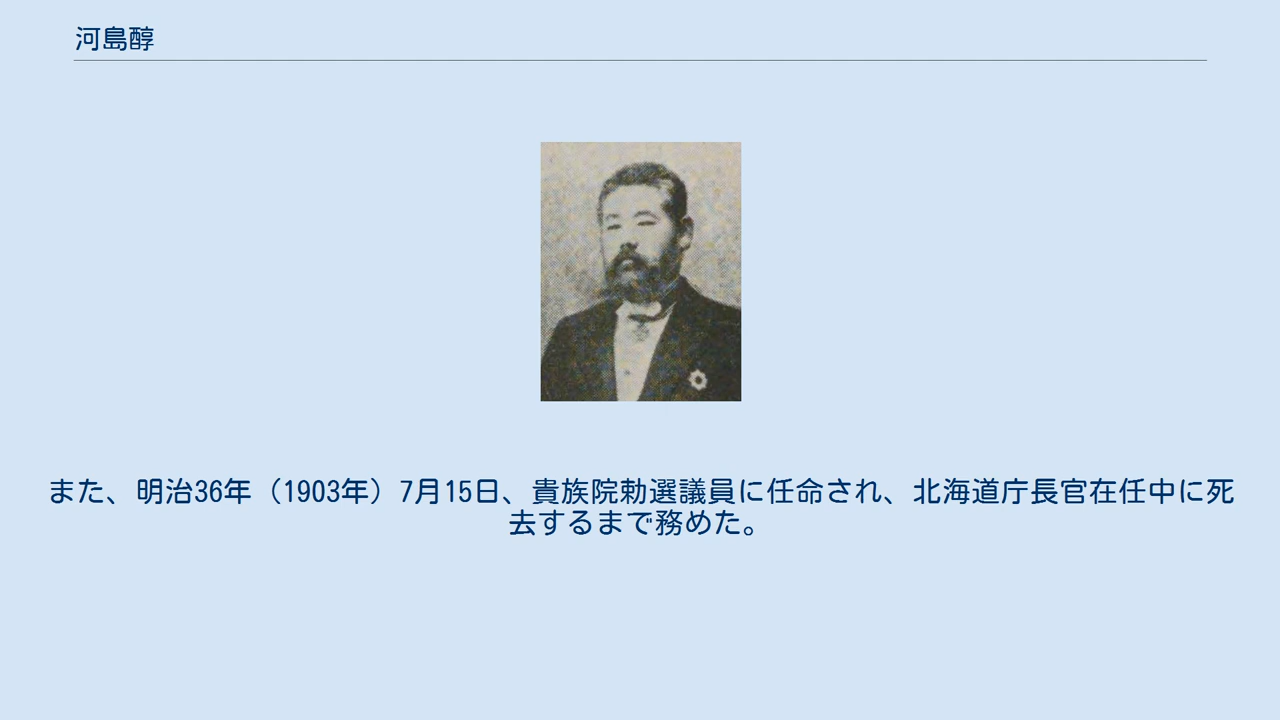 河島醇
また、明治36年（1903年）7月15日、貴族院勅選議員に任命され、北海道庁長官在任中に死
去するまで務めた。